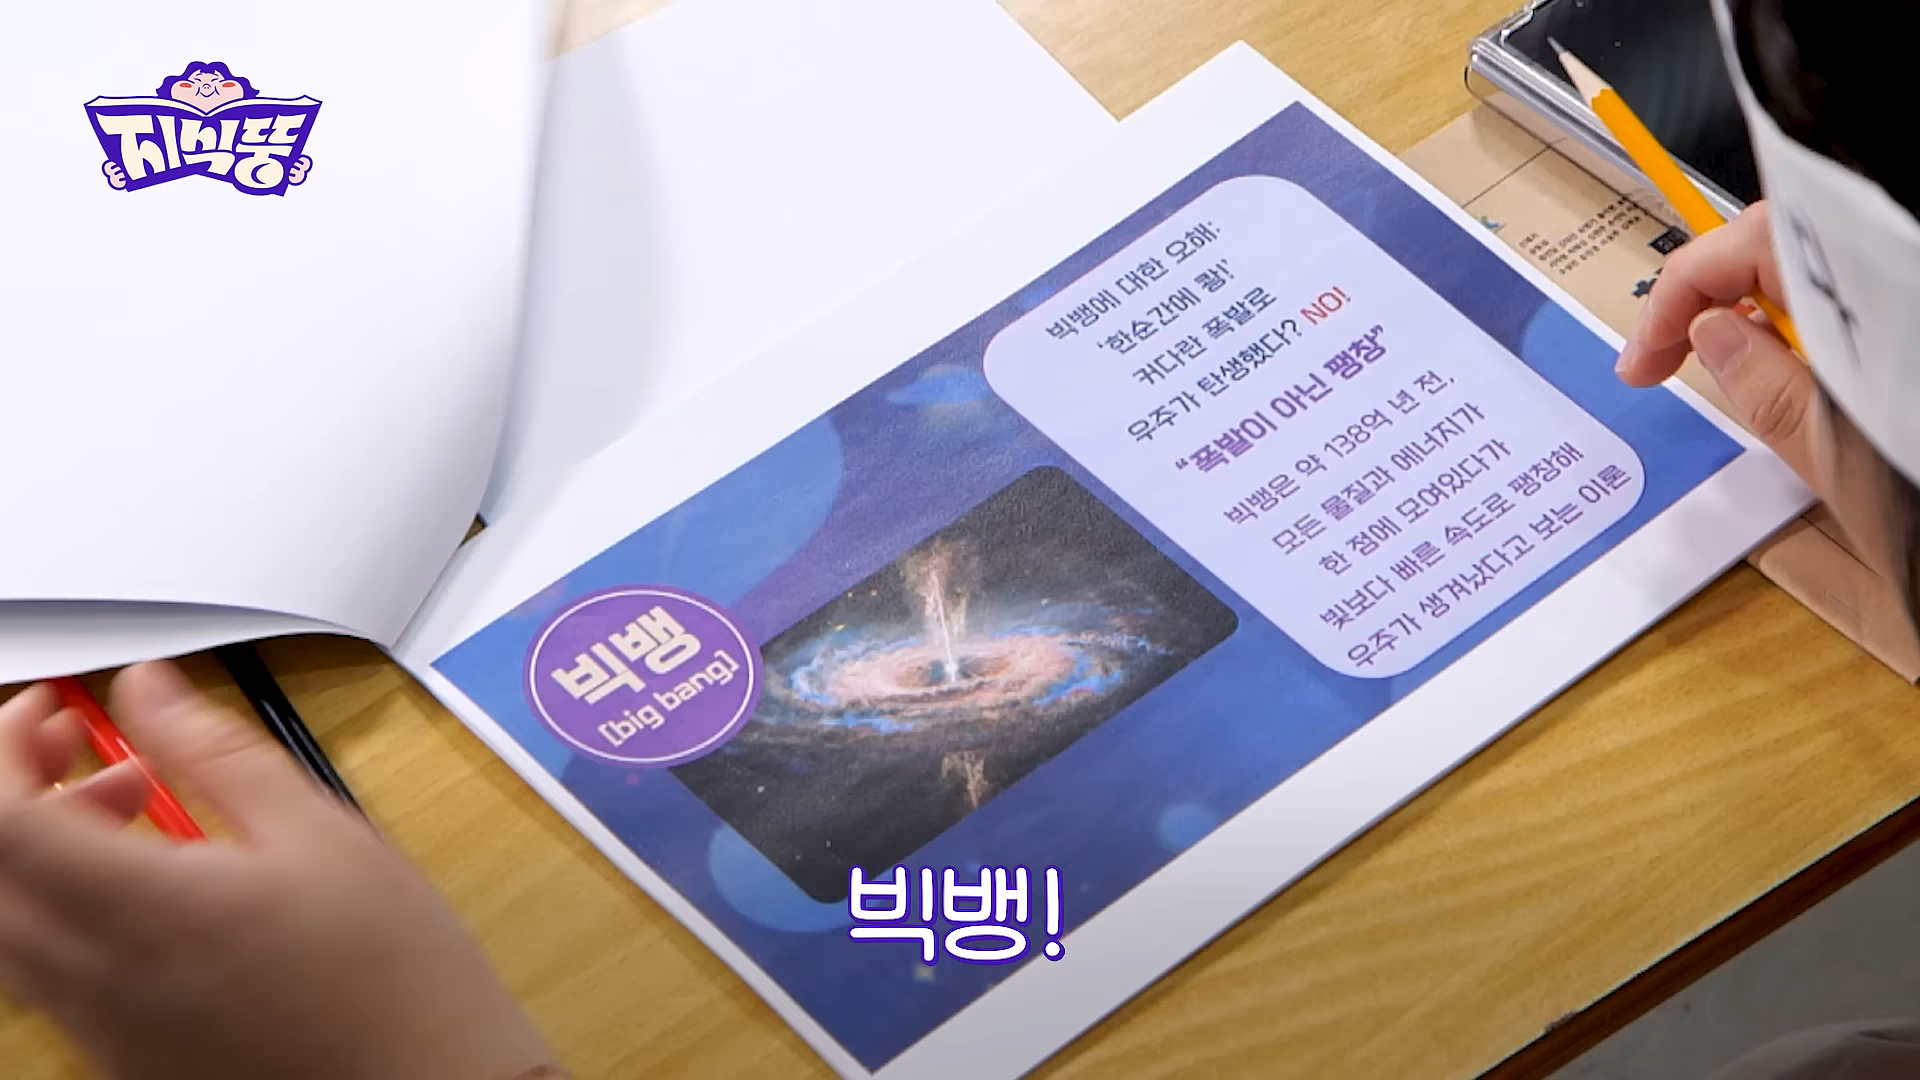 지식뚱
빅뱅에 대한 오해:
‘한순간에 쾅!’
커다란 폭발로
우주가 탄생했다? NO!
“폭발이 아닌 팽창”
빅뱅은 약 138억 년 전,
모든 물질과 에너지가
한 점에 모여있다가
빛보다 빠른 속도로 팽창해
우주가 생겨났다고 보는 이론
빅뱅
[big bang]
빅뱅!